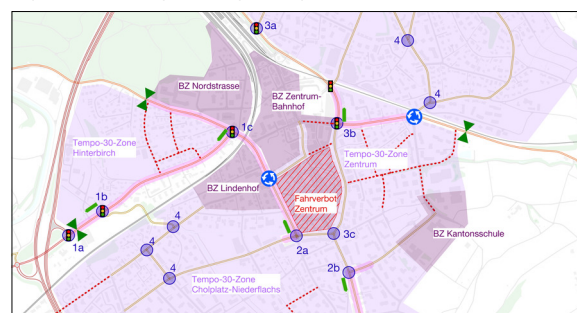 3a
4
BZ Nordstrasse
BZ Zentrum-
Bahnhof
4
1c
3b
Tempo-30-Zone
Hinterbirch
Tempo-30-Zone
Zentrum
BZ Lindenhof
1b
Fahrverbot
Zentrum
4
1a
2a
3c
BZ Kantonsschule
4
4
2b
Tempo-30-Zone
Cholplatz-Niederflachs